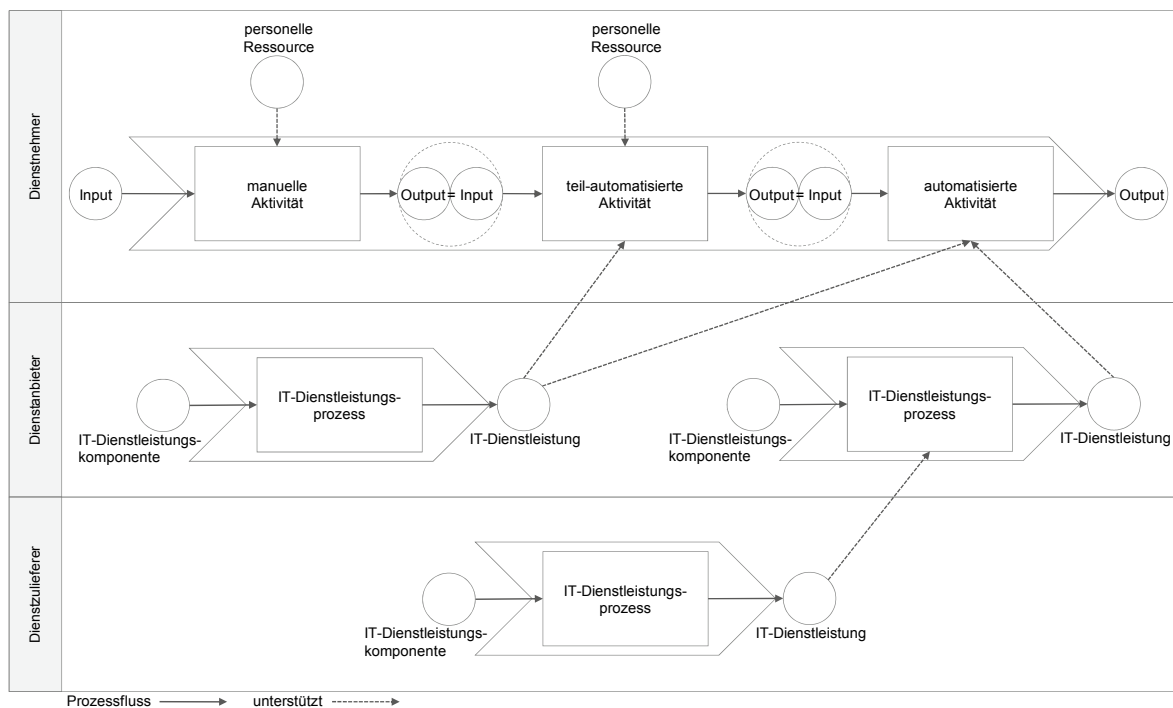 Dienstnehmer
personelle
Ressource
personelle
Ressource
Input
manuelle
Aktivität
Output
=
Input
teil-automatisierte
Aktivität
Output
=
Input
automatisierte
Aktivität
Output
Dienstanbieter
IT-Dienstleistungs-
komponente
IT-Dienstleistungs-
prozess
IT-Dienstleistung
IT-Dienstleistungs-
komponente
IT-Dienstleistungs-
prozess
IT-Dienstleistung
Dienstzulieferer
IT-Dienstleistungs-
komponente
IT-Dienstleistungs-
prozess
IT-Dienstleistung
Prozessfluss
unterstützt